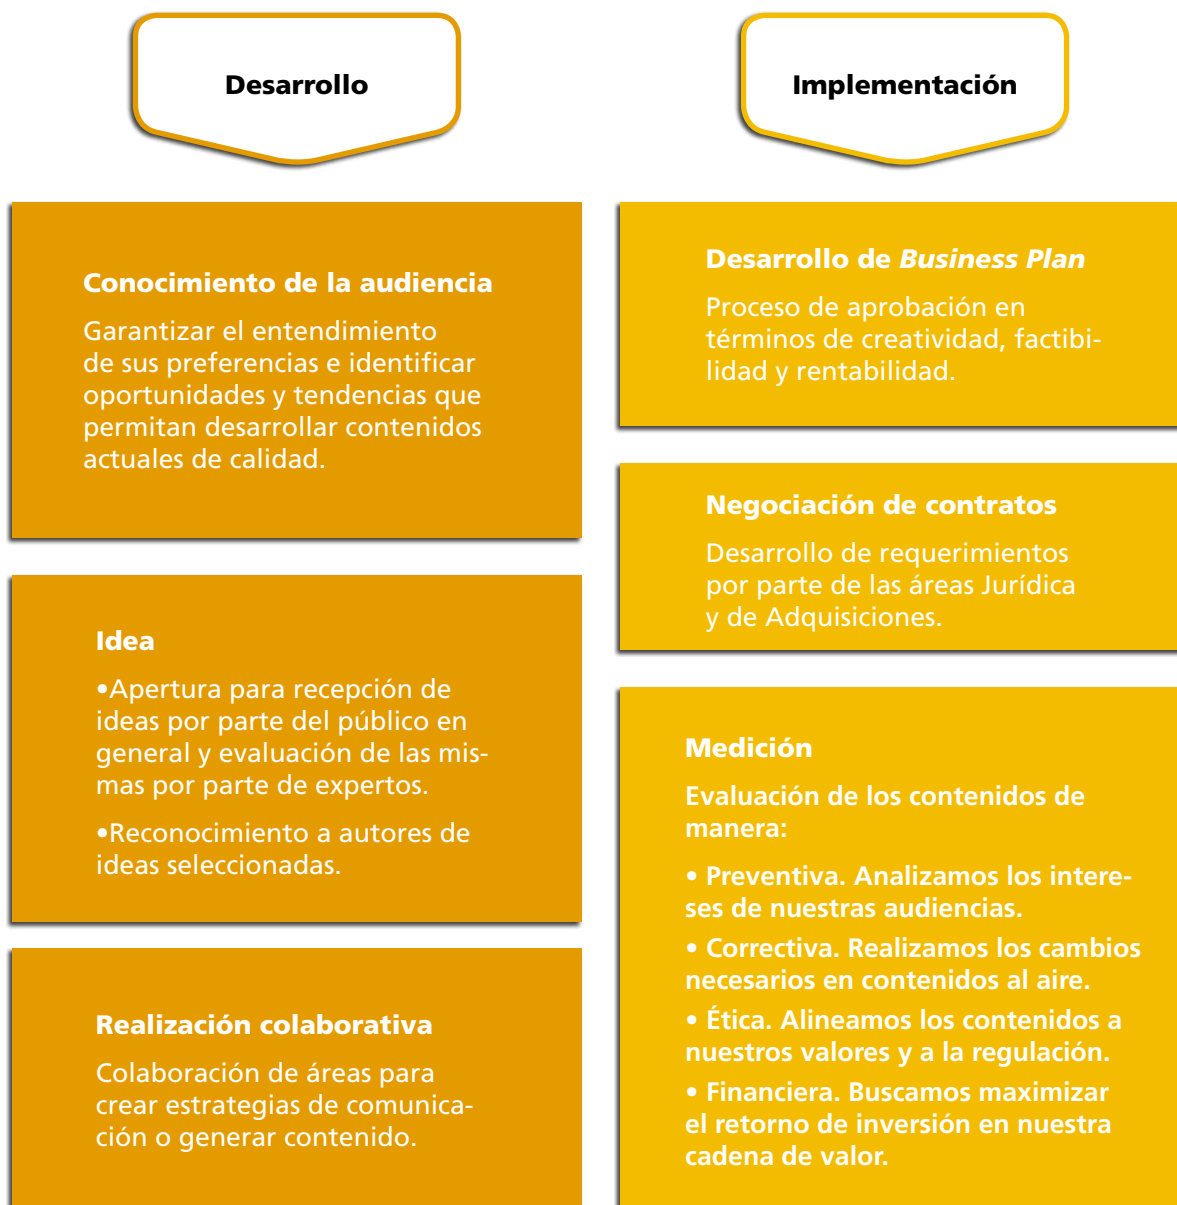 Desarrollo
Conocimiento de la audiencia
Garantizar el entendimiento
de sus preferencias e identificar
oportunidades y tendencias que
permitan desarrollar contenidos
actuales de calidad.
Idea
•Apertura para recepción de
ideas por parte del público en
general y evaluación de las mis-
mas por parte de expertos.
•Reconocimiento a autores de
ideas seleccionadas.
Realización colaborativa
Colaboración de áreas para
crear estrategias de comunica-
ción o generar contenido.
Implementación
Desarrollo de Business Plan
Proceso de aprobación en
términos de creatividad, factibi-
lidad y rentabilidad.
Negociación de contratos
Desarrollo de requerimientos
por parte de las áreas Jurídica
y de Adquisiciones.
Medición
Evaluación de los contenidos de
manera:
• Preventiva. Analizamos los intere-
ses de nuestras audiencias.
• Correctiva. Realizamos los cambios
necesarios en contenidos al aire.
• Ética. Alineamos los contenidos a
nuestros valores y a la regulación.
• Financiera. Buscamos maximizar
el retorno de inversión en nuestra
cadena de valor.